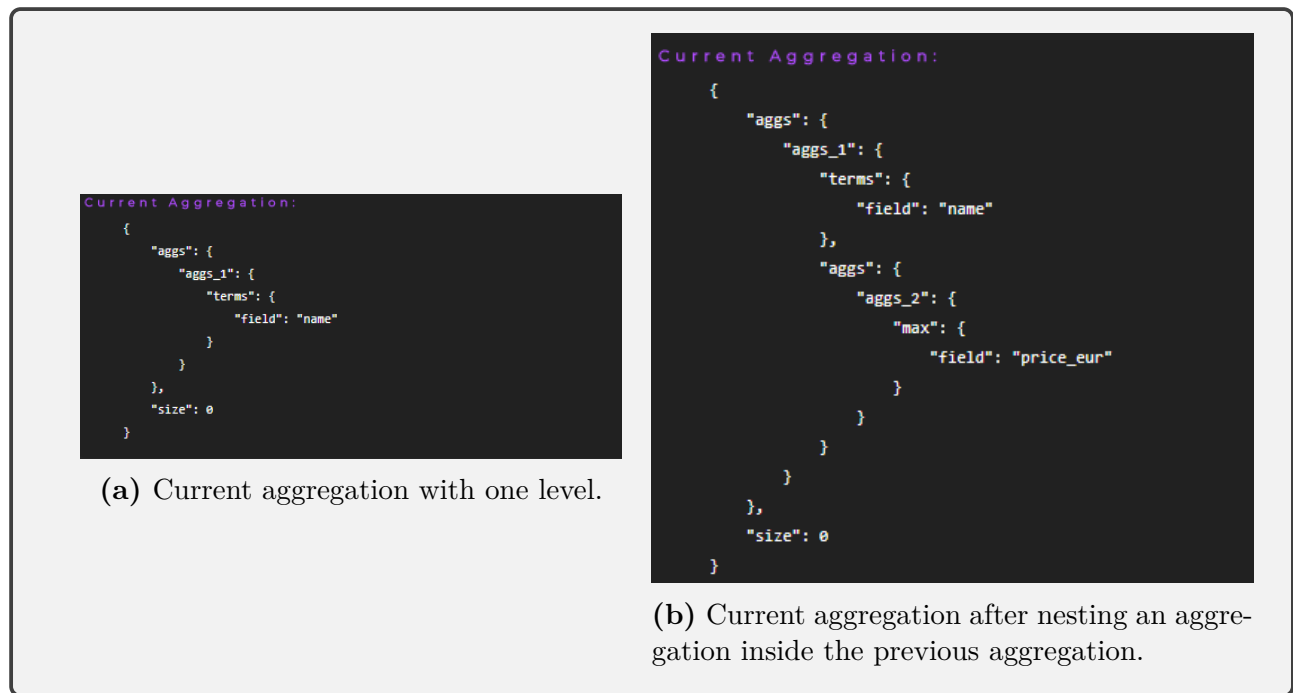 Current Aggregation:
{
"aggs": {
"aggs_1": {
"terms": {
"field": "name"
}
}
},
"size": 0
}
(a) Current aggregation with one level.
Current Aggregation:
{
"aggs": {
"aggs_1": {
"terms": {
"field": "name"
},
"aggs": {
"aggs_2": {
"max": {
"field": "price_eur"
}
}
}
}
},
"size": 0
}
(b) Current aggregation after nesting an aggre-
gation inside the previous aggregation.